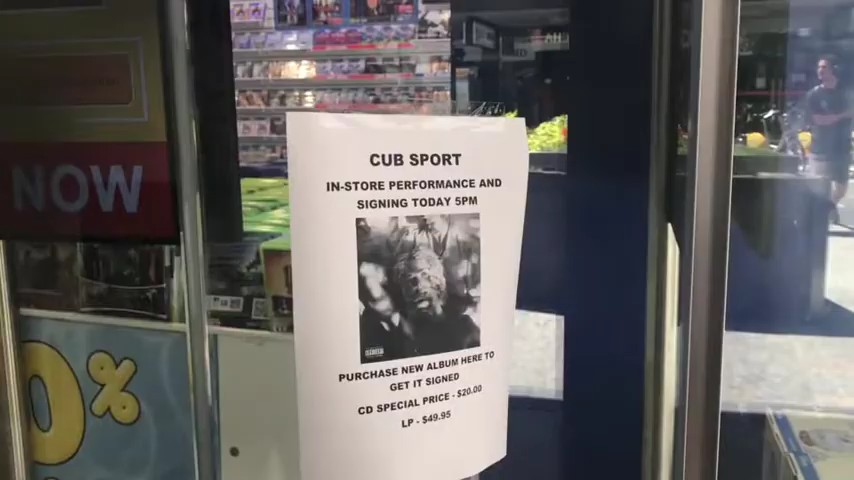 NOW
CUB SPORT
IN-STORE PERFORMANCE AND
SIGNING TODAY 5PM
PURCHASE NEW ALBUM HERE TO
GET IT SIGNED
CD SPECIAL PRICE - $20.00
LP - $49.95
0%